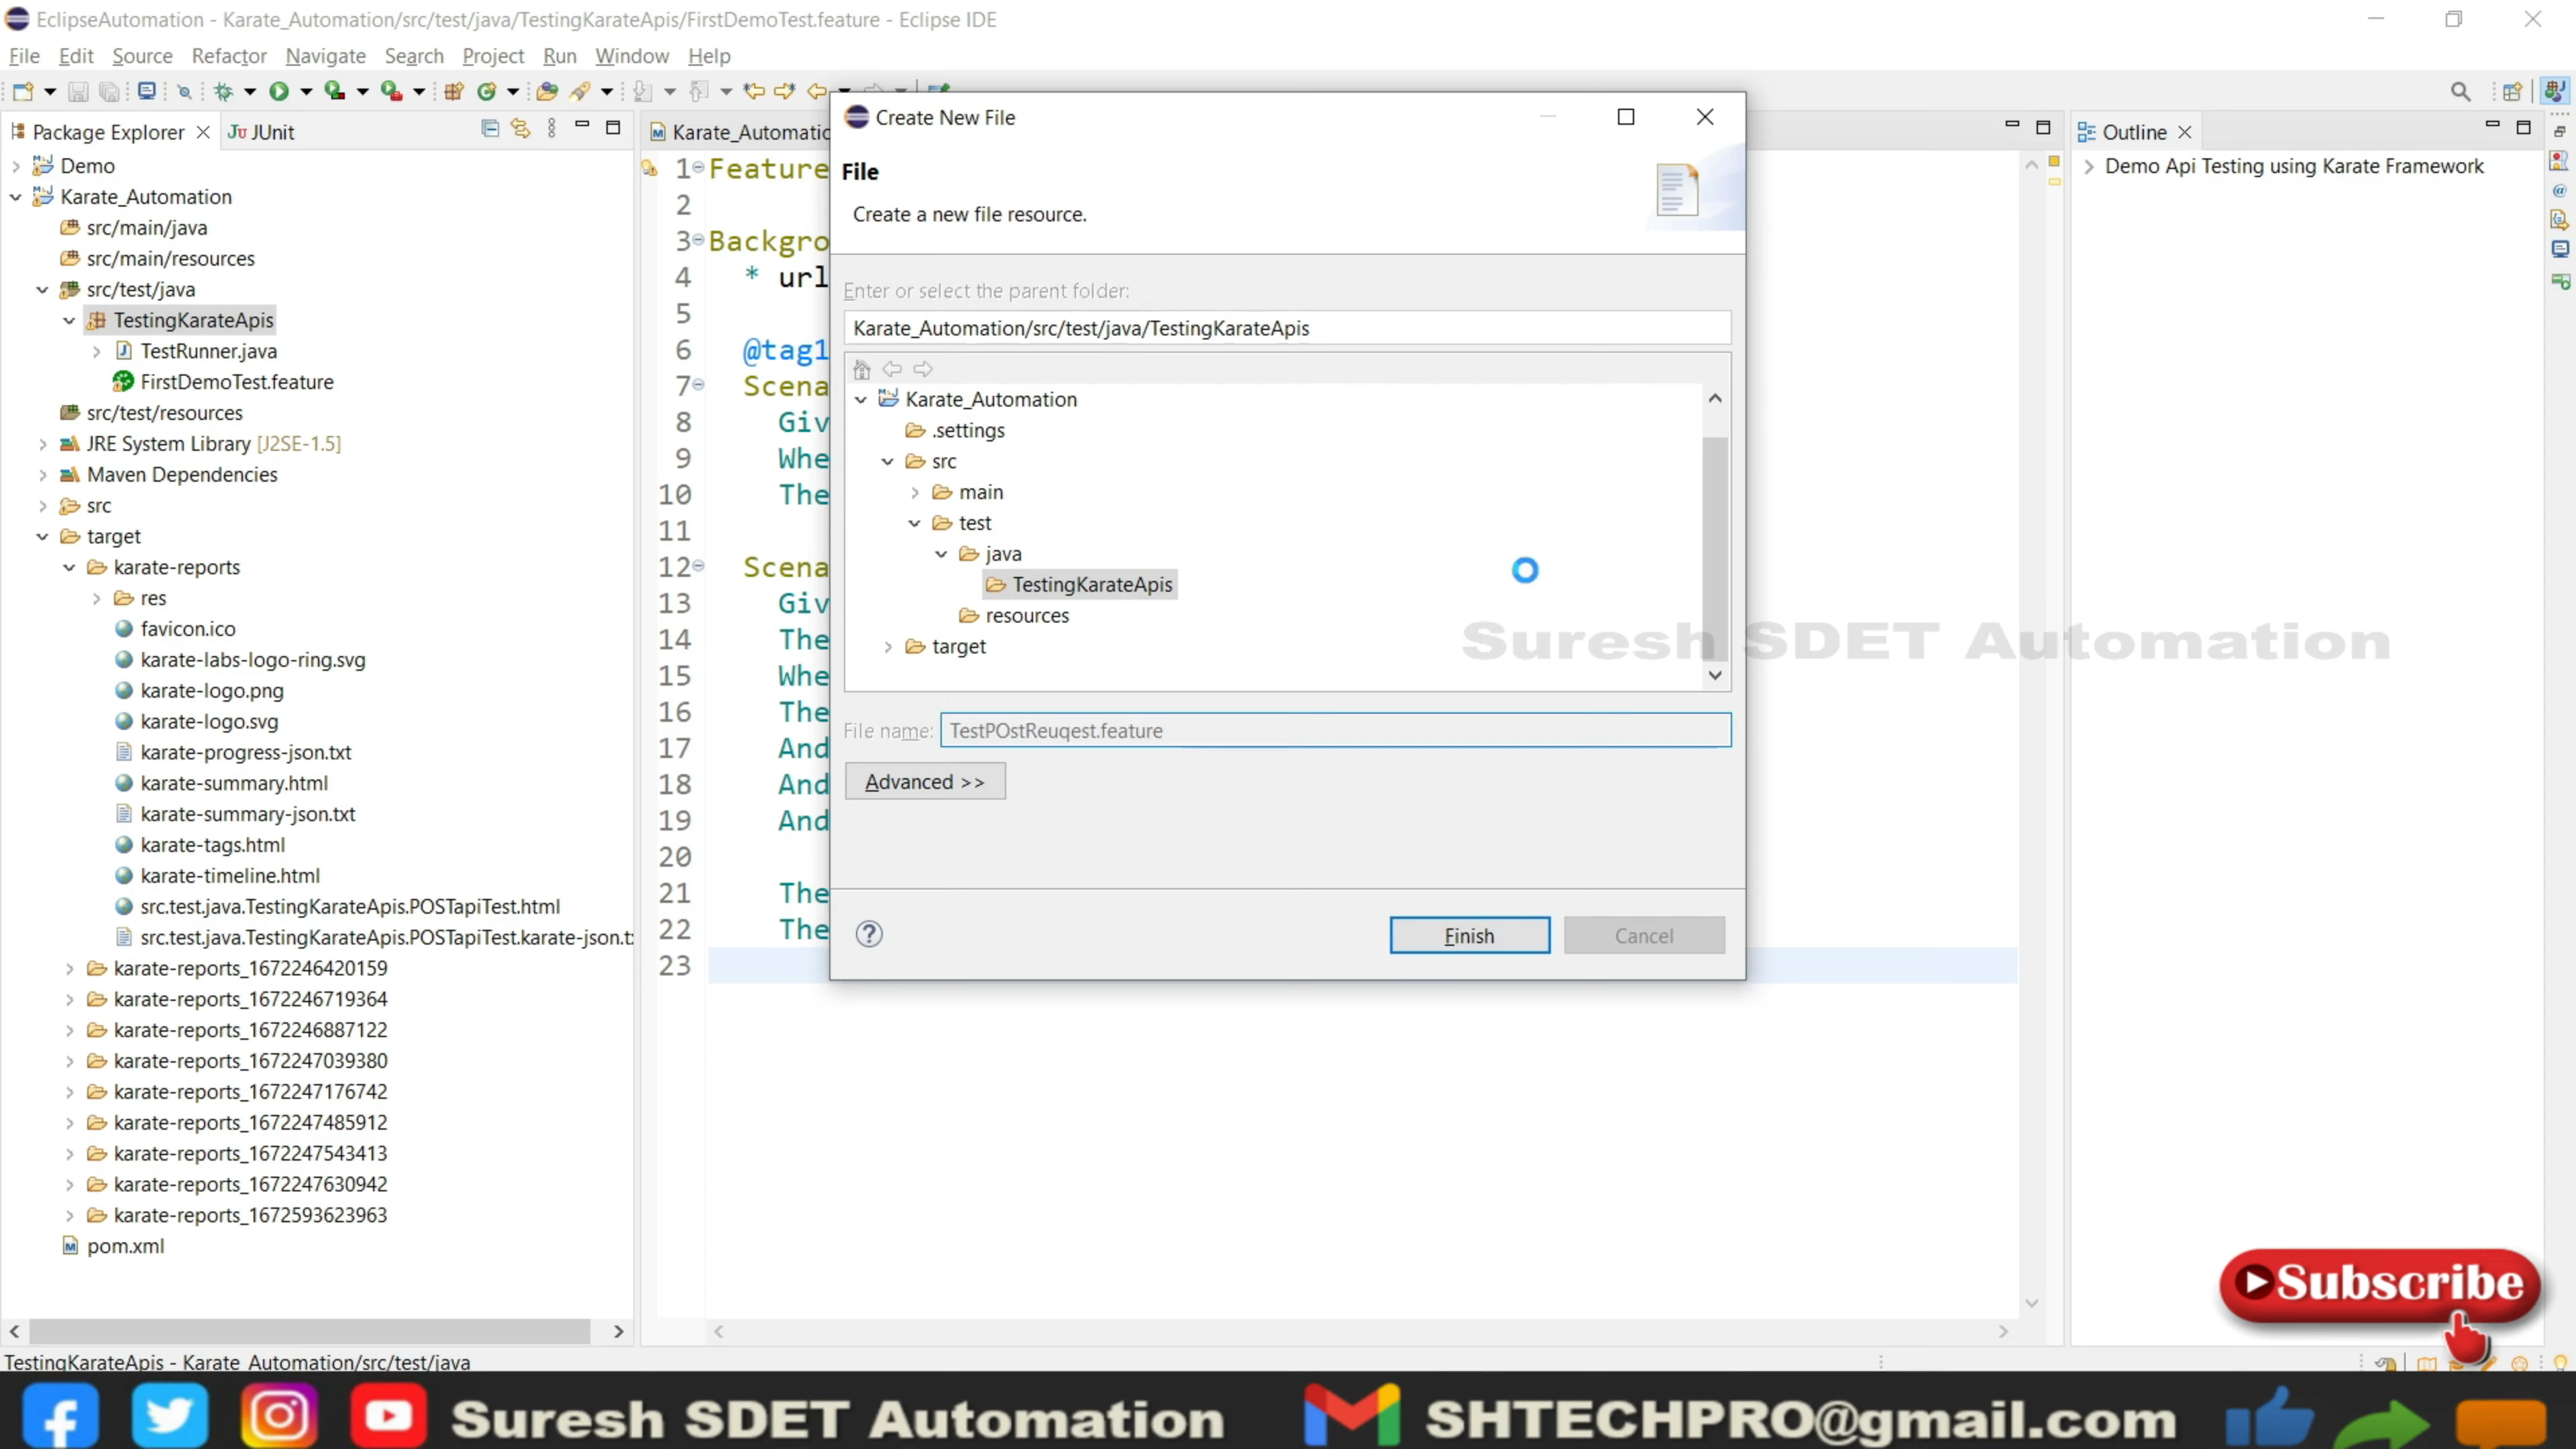 EclipseAutomation - Karate_Automation/src/test/java/TestingKarateApis/FirstDemoTest.feature - Eclipse IDE
File Edit Source Refactor Navigate Search Project Run Window Help
Package Explorer
JUnit
Demo
Karate_Automation
src/main/java
src/main/resources
src/test/java
TestingKarateApis
TestRunner.java
FirstDemoTest.feature
src/test/resources
JRE System Library [J2SE-1.5]
Maven Dependencies
src
target
karate-reports
res
favicon.ico
karate-labs-logo-ring.svg
karate-logo.png
karate-logo.svg
karate-progress-json.txt
karate-summary.html
karate-summary-json.txt
karate-tags.html
karate-timeline.html
src.test.java.TestingKarateApis.POSTapiTest.html
src.test.java.TestingKarateApis.POSTapiTest.karate-json.t
karate-reports_1672246420159
karate-reports_1672246719364
karate-reports_1672246887122
karate-reports_1672247039380
karate-reports_1672247176742
karate-reports_1672247485912
karate-reports_1672247543413
karate-reports_1672247630942
karate-reports_1672593623963
pom.xml
TestingKarateApis - Karate_Automation/src/test/java
Karate_Automatio
1 Feature
2
3 Backgro
4 * url
5
6 @tag1
7 Scena
8 Giv
9 Whe
10 The
11
12 Scena
13 Giv
14 The
15 Whe
16 The
17 And
18 And
19 And
20
21 The
22 The
23
Create New File
File
Create a new file resource.
Enter or select the parent folder:
Karate_Automation/src/test/java/TestingKarateApis
Karate_Automation
.settings
src
main
test
java
TestingKarateApis
resources
target
File name: TestPOstReuqest.feature
Advanced >>
Finish
Cancel
Outline
Demo Api Testing using Karate Framework
Suresh SDET Automation
Subscribe
Suresh SDET Automation
SHTECHPRO@gmail.com